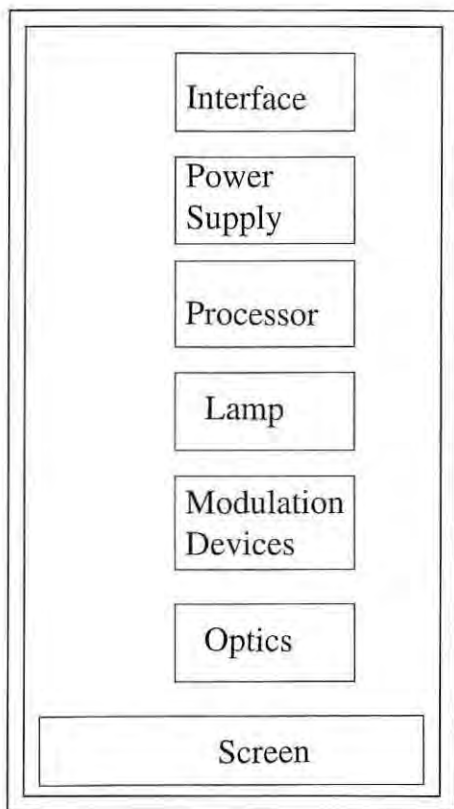 Interface
Power
Supply
Processor
Lamp
Modulation
Devices
Optics
Screen